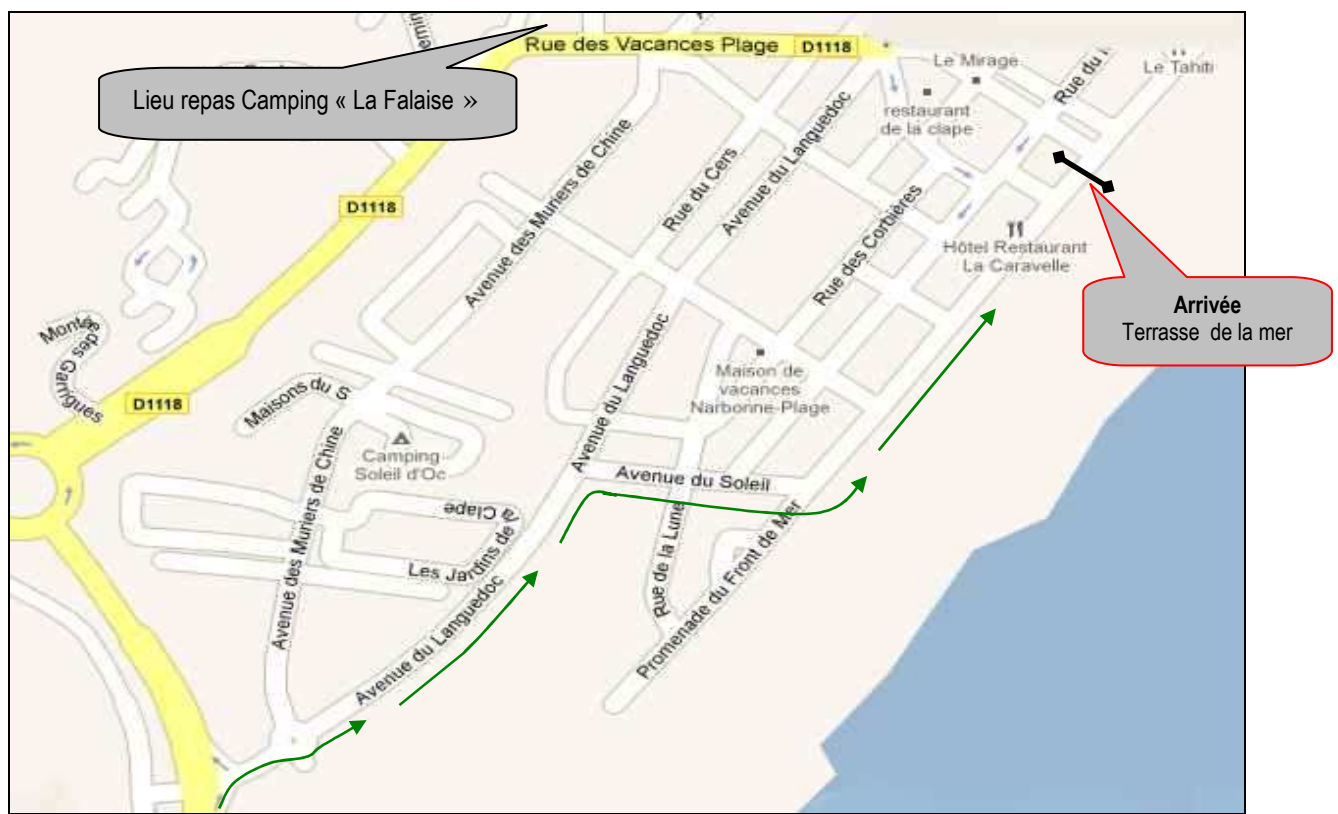 Rue des Vacances Plage
D1118
Le Mirage
Le Tahiti
Lieu repas Camping « La Falaise »
restaurant
de la clape
Avenue des Muriers de Chine
Rue du Cers
Avenue du Languedoc
D1118
Rue des Corbières
Hôtel Restaurant
La Caravelle
Arrivée
Terrasse de la mer
Montée des Garrigues
Maison de
vacances
Narbonne-Plage
D1118
Maisons du S
Avenue du Languedoc
Camping
Soleil d'Oc
Avenue du Soleil
Avenue des Muriers de Chine
Les Jardins de la Clape
Rue de la Lune
Promenade du Front de Mer
Avenue du Languedoc